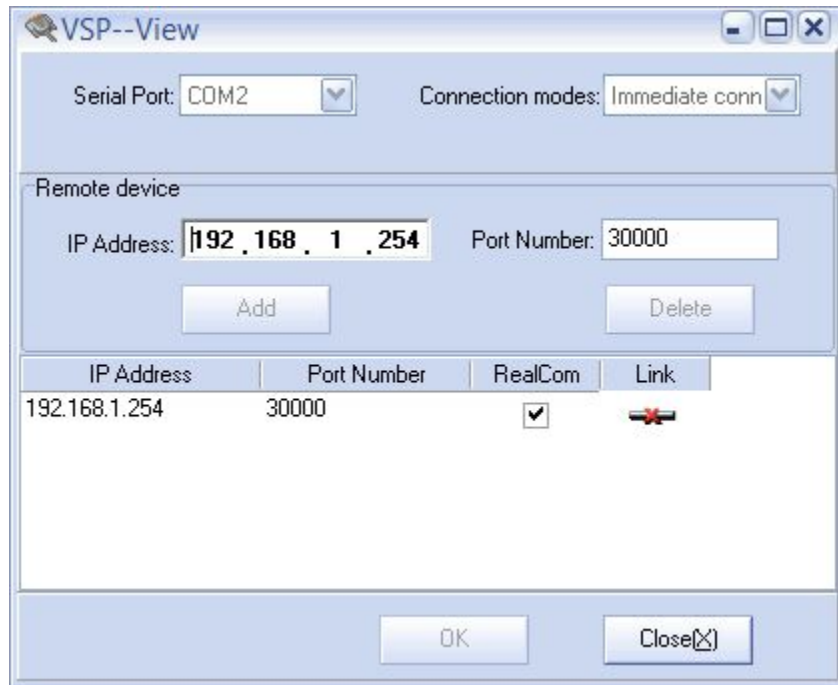 VSP--View
Serial Port: COM2 Connection modes: Immediate conn
Remote device
IP Address: 192 . 168 . 1 . 254 Port Number: 30000
Add Delete
IP Address Port Number RealCom Link
192.168.1.254 30000
OK Close(X)